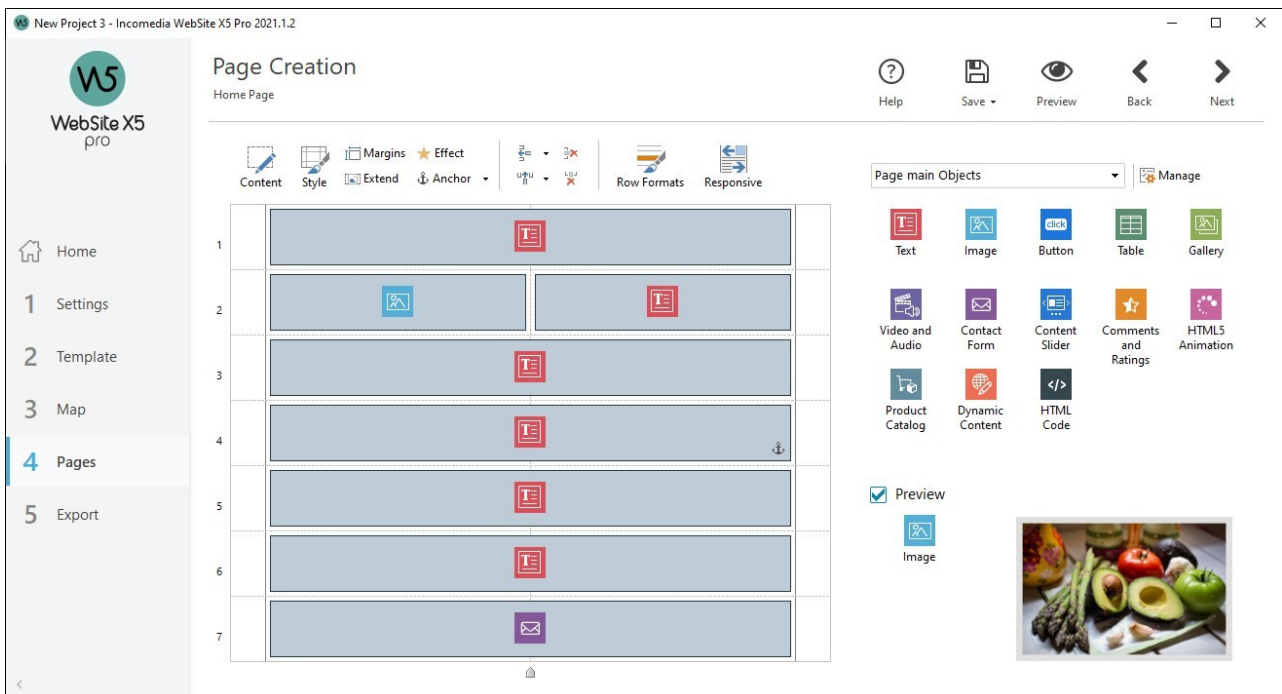 New Project 3 - Incomedia WebSite X5 Pro 2021.1.2
W5
WebSite X5
pro
Page Creation
Home Page
Help
Save
Preview
Back
Next
Content
Style
Margins
Effect
Extend
Anchor
Row Formats
Responsive
Page main Objects
Manage
Home
1 Settings
2 Template
3 Map
4 Pages
5 Export
1
2
3
4
5
6
7
Text
Image
click
Button
Table
Gallery
Video and
Audio
Contact
Form
Content
Slider
Comments
and
Ratings
HTML5
Animation
Product
Catalog
Dynamic
Content
</>
HTML
Code
Preview
Image